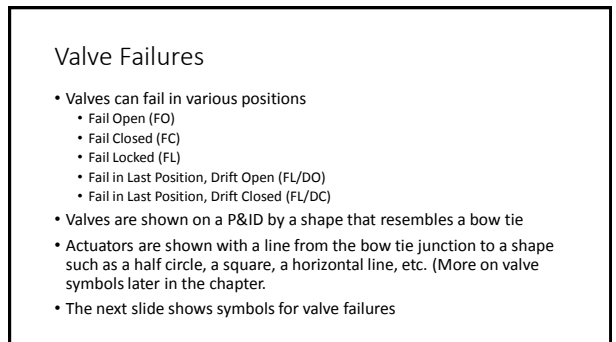 Valve Failures
• Valves can fail in various positions
• Fail Open (FO)
• Fail Closed (FC)
• Fail Locked (FL)
• Fail in Last Position, Drift Open (FL/DO)
• Fail in Last Position, Drift Closed (FL/DC)
• Valves are shown on a P&ID by a shape that resembles a bow tie
• Actuators are shown with a line from the bow tie junction to a shape
such as a half circle, a square, a horizontal line, etc. (More on valve
symbols later in the chapter.
• The next slide shows symbols for valve failures